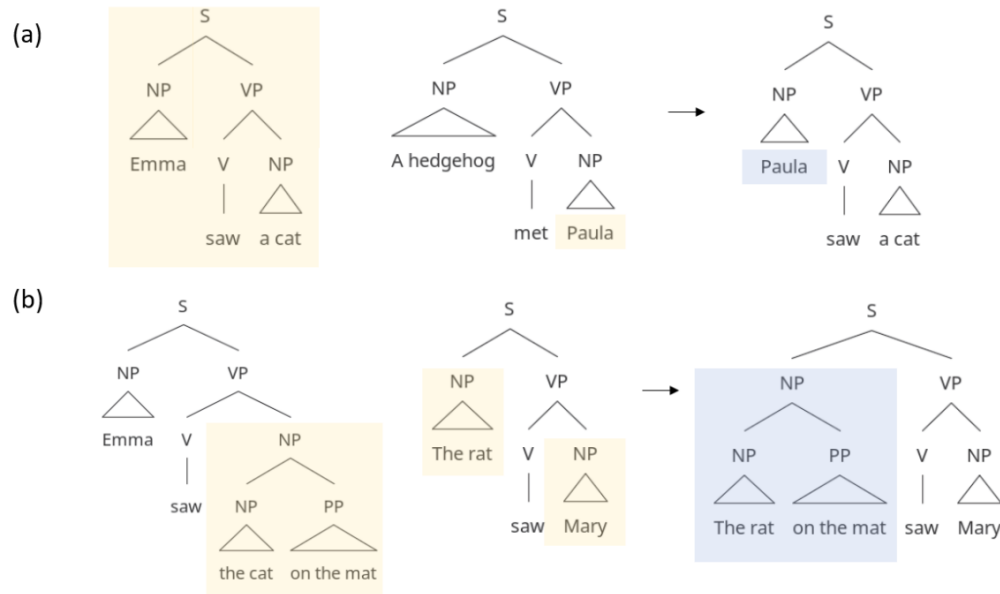 (a)
S S S
NP VP NP VP NP VP
Emma V NP A hedgehog V NP Paula V NP
saw a cat met Paula saw a cat
(b)
S S S
NP VP NP VP NP VP
Emma V NP The rat V NP NP PP V NP
saw NP PP saw Mary The rat on the mat saw Mary
the cat on the mat